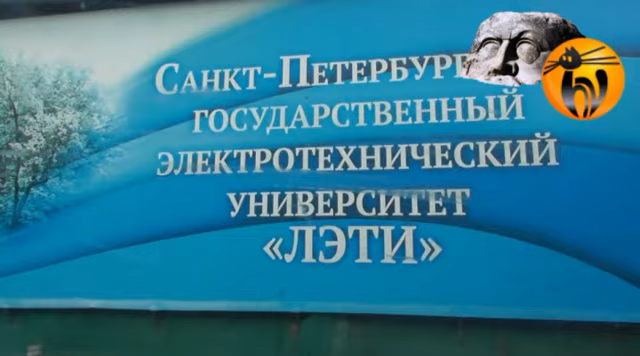 САНКТ-ПЕТЕРБУР
ГОСУДАРСТВЕННЫЙ
ЭЛЕКТРОТЕХНИЧЕСКИЙ
УНИВЕРСИТЕТ
«ЛЭТИ»